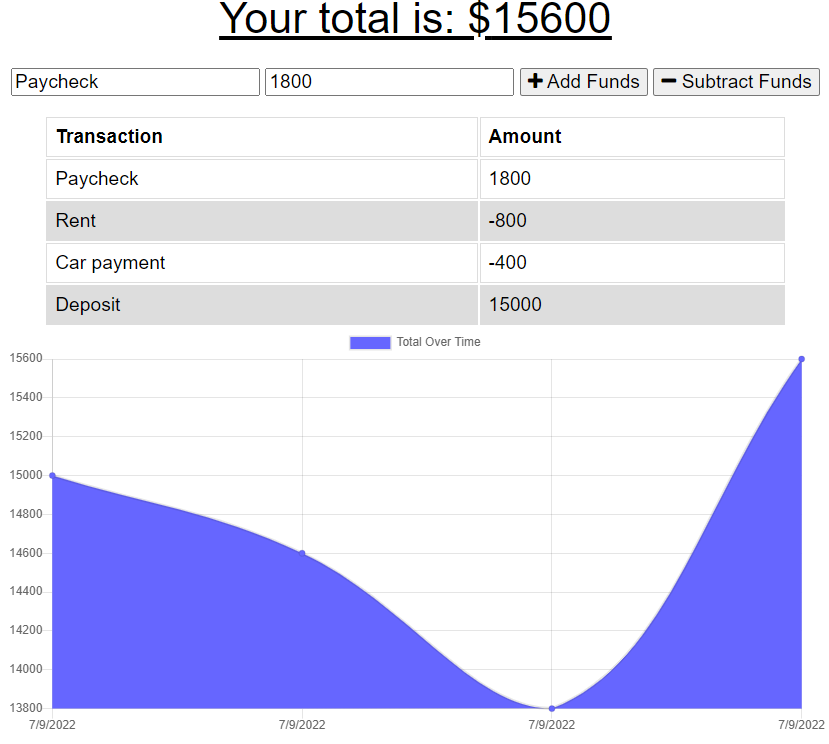 Your total is: $15600
Paycheck 1800 Add Funds Subtract Funds
Transaction Amount
Paycheck 1800
Rent -800
Car payment -400
Deposit 15000
Total Over Time
15600
15400
15200
15000
14800
14600
14400
14200
14000
13800
7/9/2022 7/9/2022 7/9/2022 7/9/2022